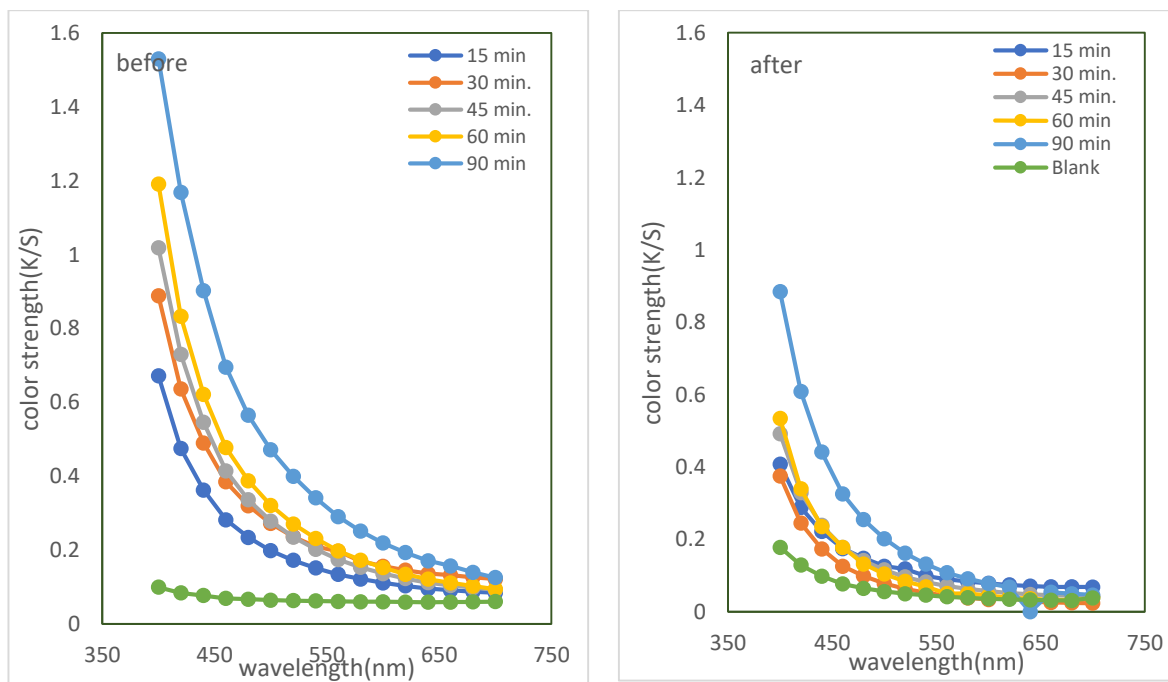 before
1.6
1.4
1.2
1
0.8
0.6
0.4
0.2
0
350
450
550
650
750
color strength(K/S)
wavelength(nm)
15 min
30 min.
45 min.
60 min
90 min
after
1.6
1.4
1.2
1
0.8
0.6
0.4
0.2
0
350
450
550
650
750
color strength(K/S)
wavelength(nm)
15 min
30 min.
45 min.
60 min
90 min
Blank